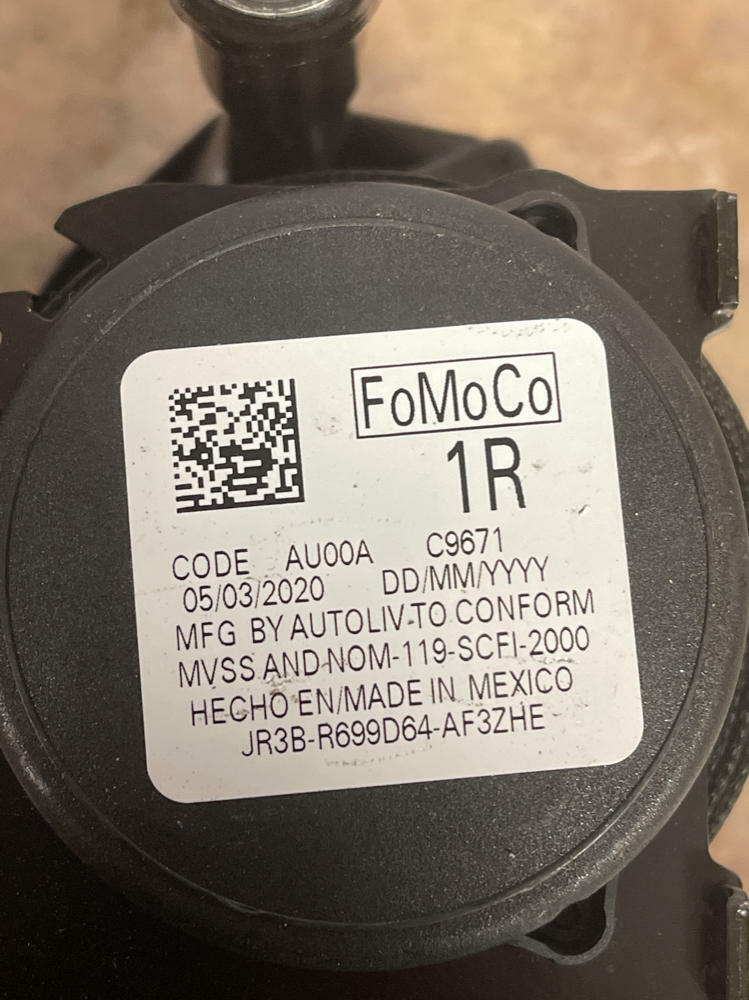 FoMoCo
1R
CODE AU00A C9671
05/03/2020 DD/MM/YYYY
MFG BY AUTOLIV.TO CONFORM
MVSS AND NOM-119-SCFI-2000
HECHO EN/MADE IN MEXICO
JR3B-R699D64-AF3ZHE